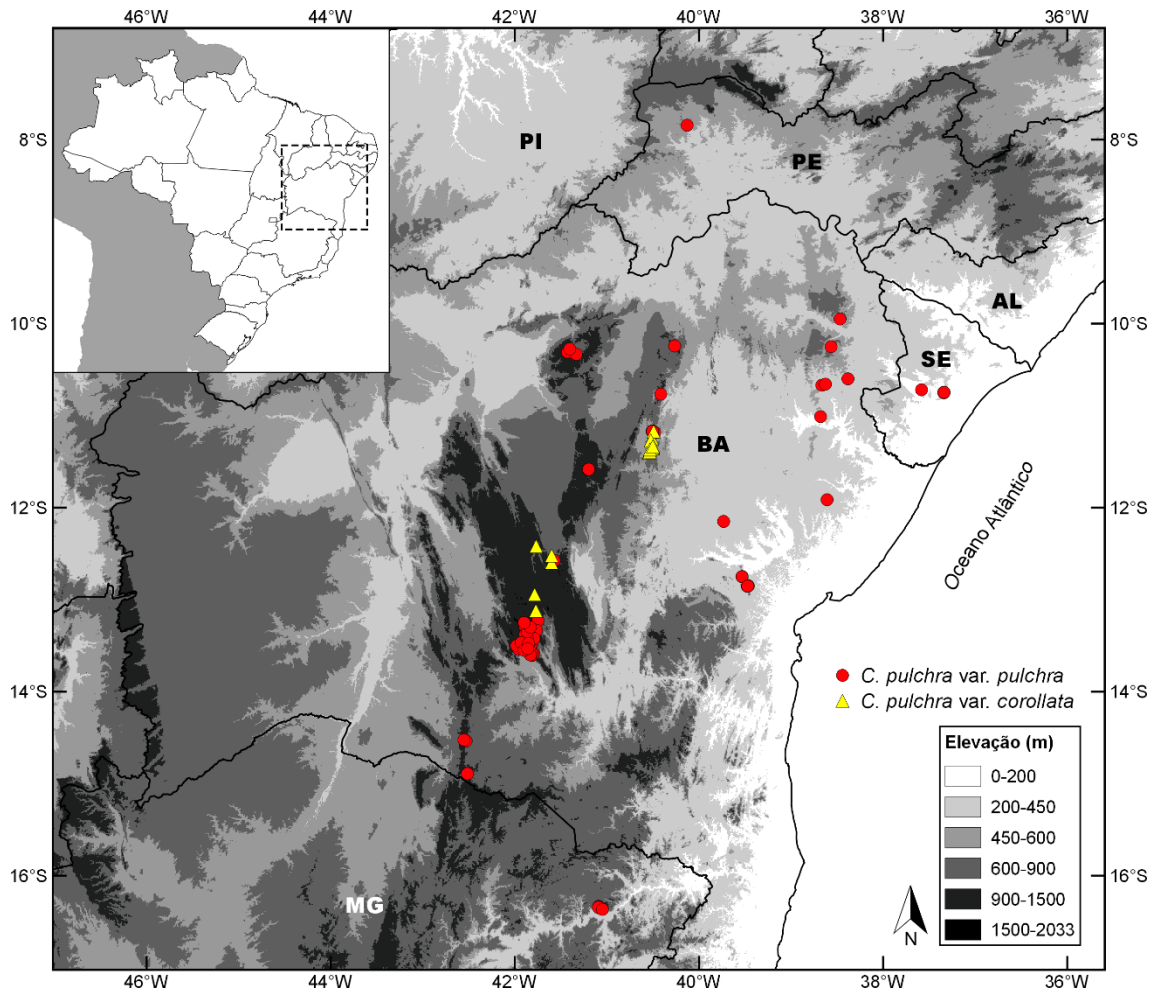 46°W 44°W 42°W 40°W 38°W 36°W
8°S 8°S
10°S 10°S
12°S 12°S
14°S 14°S
16°S 16°S
PI
PE
AL
SE
BA
MG
Oceano Atlântico
C. pulchra var. pulchra
C. pulchra var. corollata
Elevação (m)
0-200
200-450
450-600
600-900
900-1500
1500-2033
N
46°W 44°W 42°W 40°W 38°W 36°W